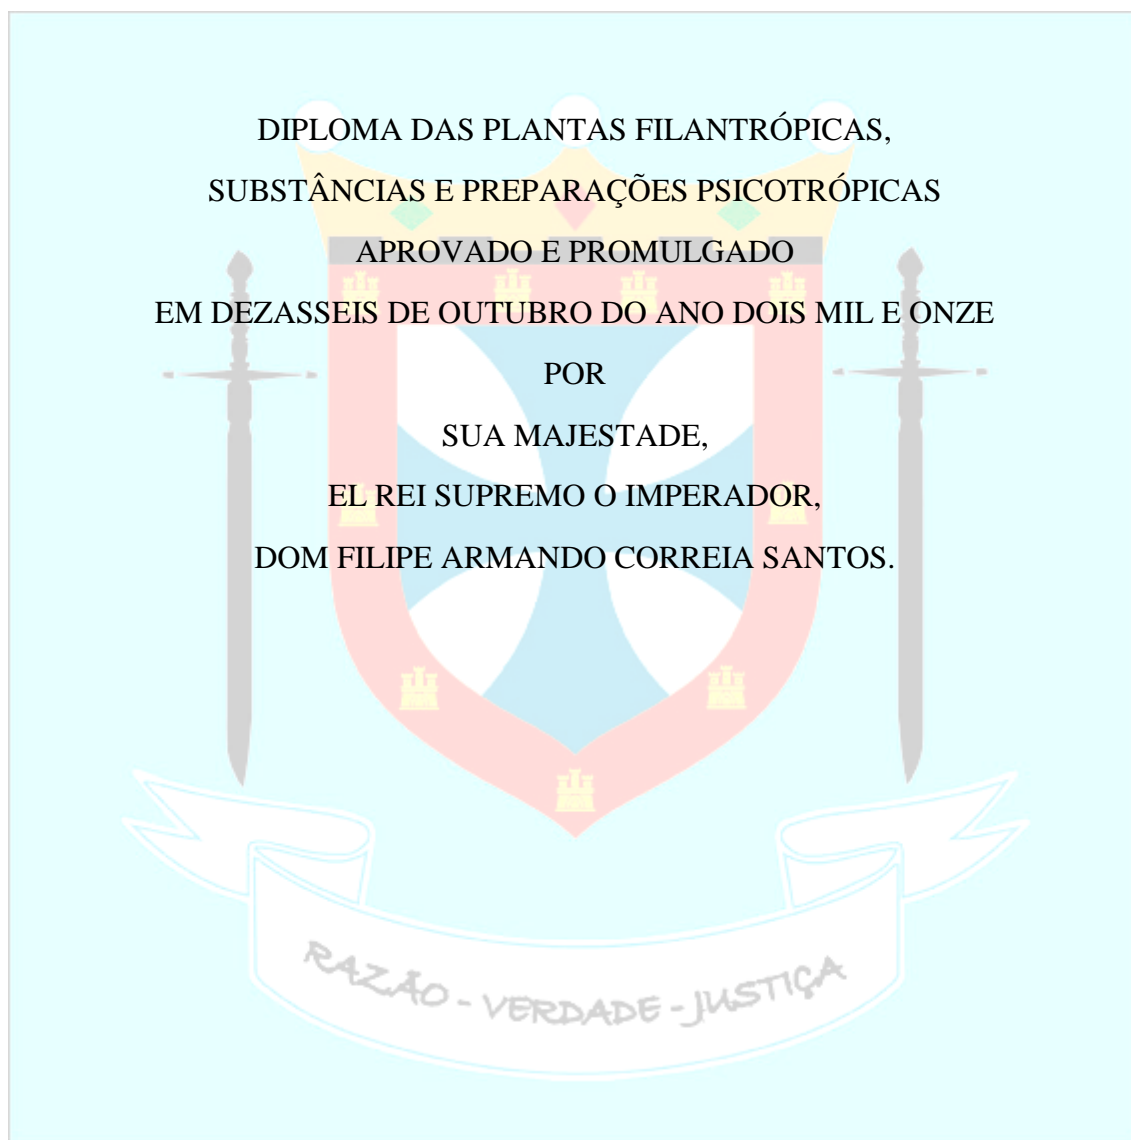 DIPLOMA DAS PLANTAS FILANTRÓPICAS,
SUBSTÂNCIAS E PREPARAÇÕES PSICOTRÓPICAS
APROVADO E PROMULGADO
EM DEZASSEIS DE OUTUBRO DO ANO DOIS MIL E ONZE
POR
SUA MAJESTADE,
EL REI SUPREMO O IMPERADOR,
DOM FILIPE ARMANDO CORREIA SANTOS.
RAZÃO - VERDADE - JUSTIÇA